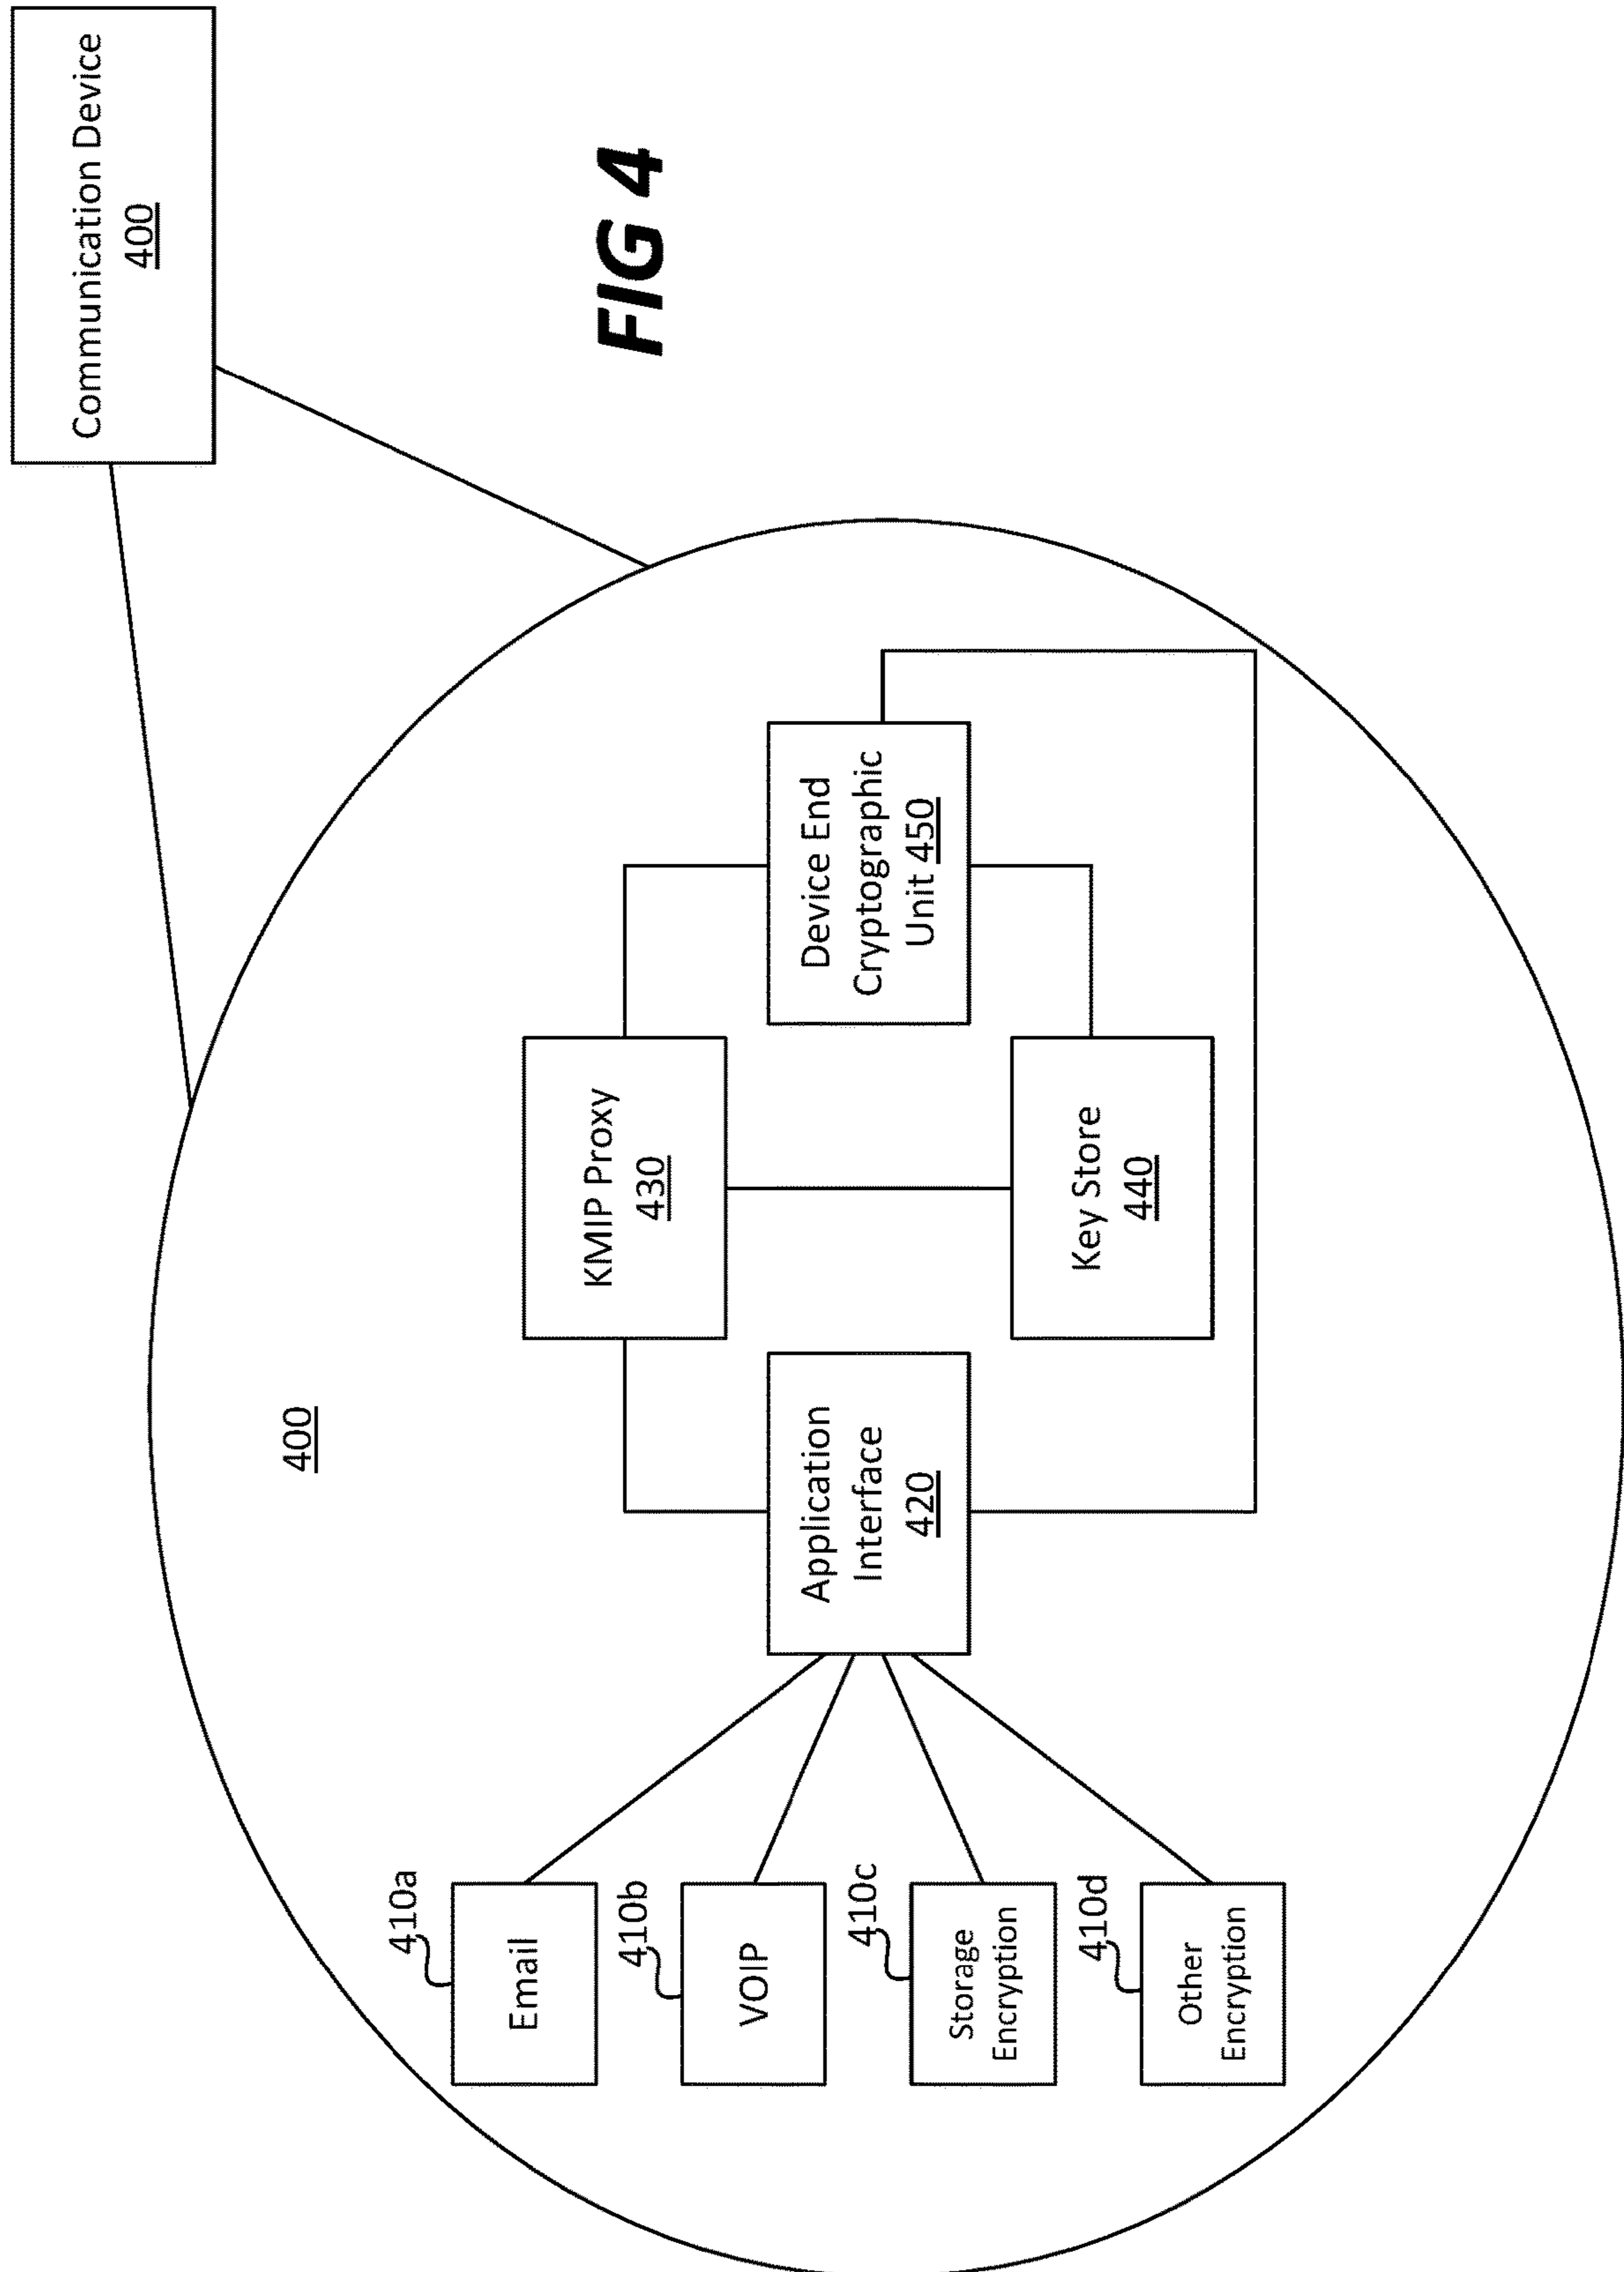 Communication Device
400
400
410a
Email
410b
VOIP
410c
Storage
Encryption
410d
Other
Encryption
Application
Interface
420
KMIP Proxy
430
Key Store
440
Device End
Cryptographic
Unit 450
FIG 4